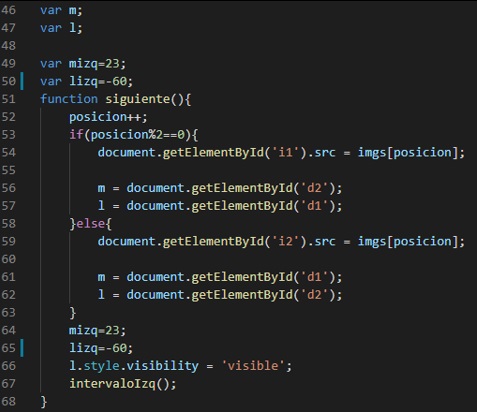 46 var m;
47 var l;
48
49 var mizq=23;
50 var lizq=-60;
51 function siguiente(){
52     posicion++;
53     if(posicion%2==0){
54         document.getElementById('i1').src = imgs[posicion];
55
56         m = document.getElementById('d2');
57         l = document.getElementById('d1');
58     }else{
59         document.getElementById('i2').src = imgs[posicion];
60
61         m = document.getElementById('d1');
62         l = document.getElementById('d2');
63     }
64     mizq=23;
65     lizq=-60;
66     l.style.visibility = 'visible';
67     intervaloIzq();
68 }